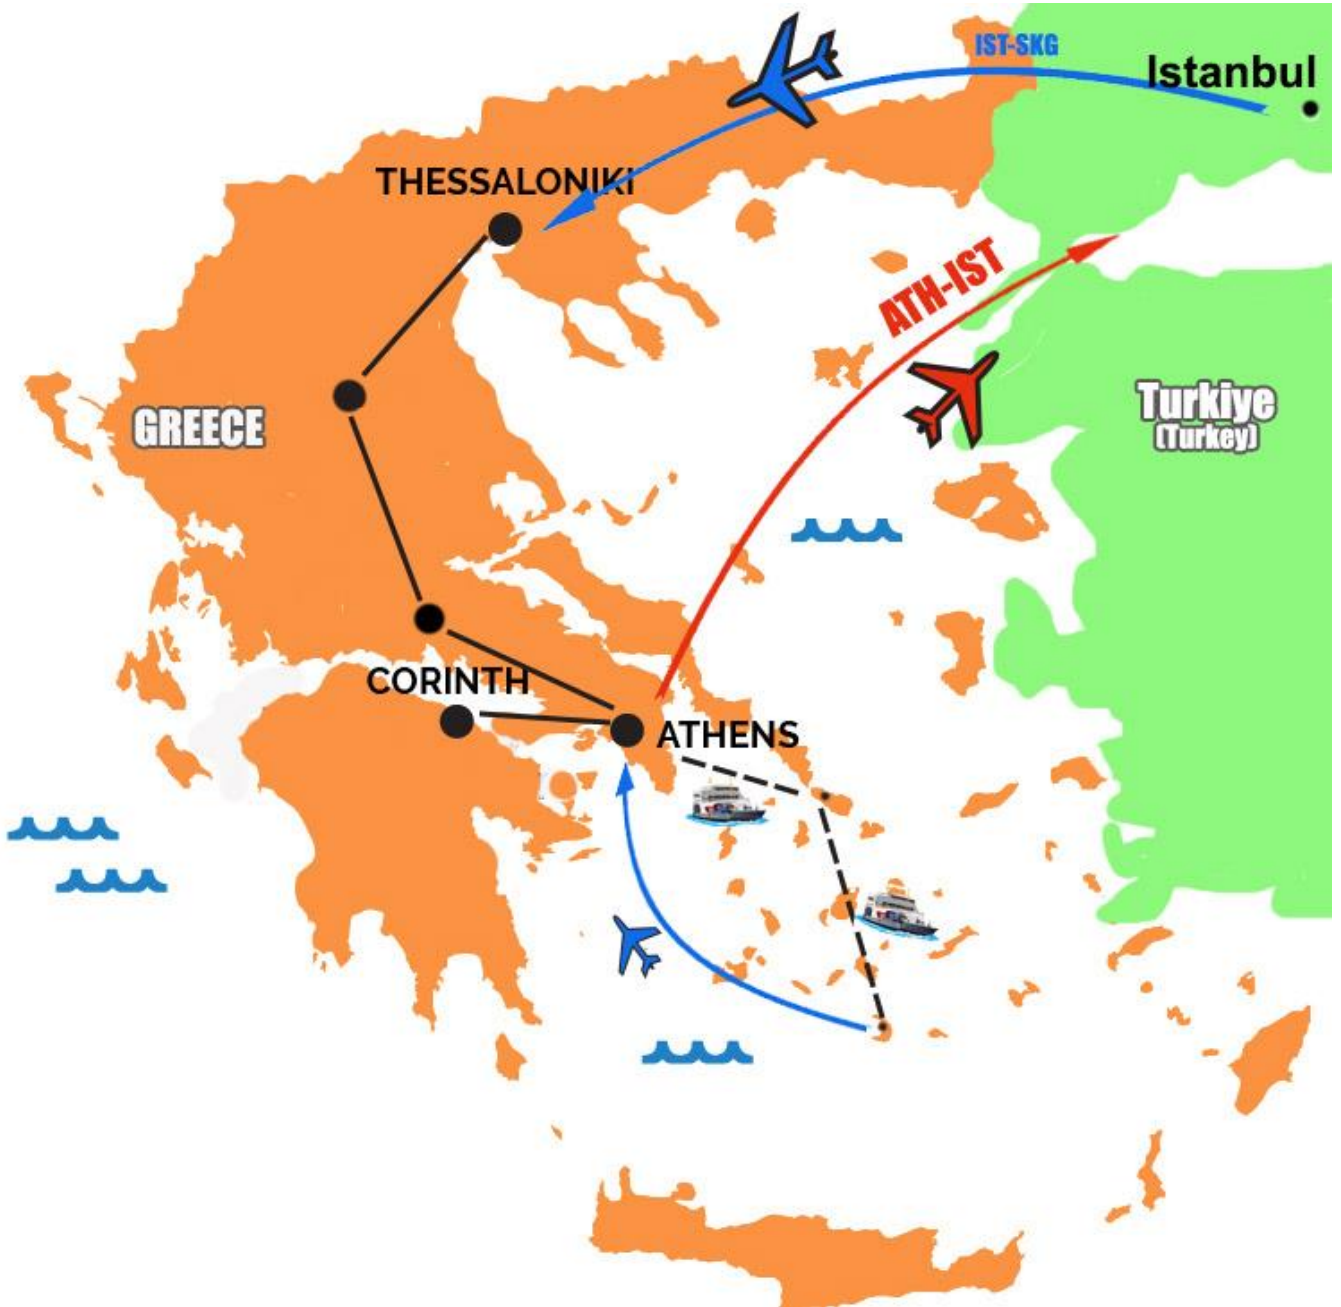 IST-SKG
Istanbul
THESSALONIKI
ATH-IST
GREECE
Turkiye
(Turkey)
CORINTH
ATHENS